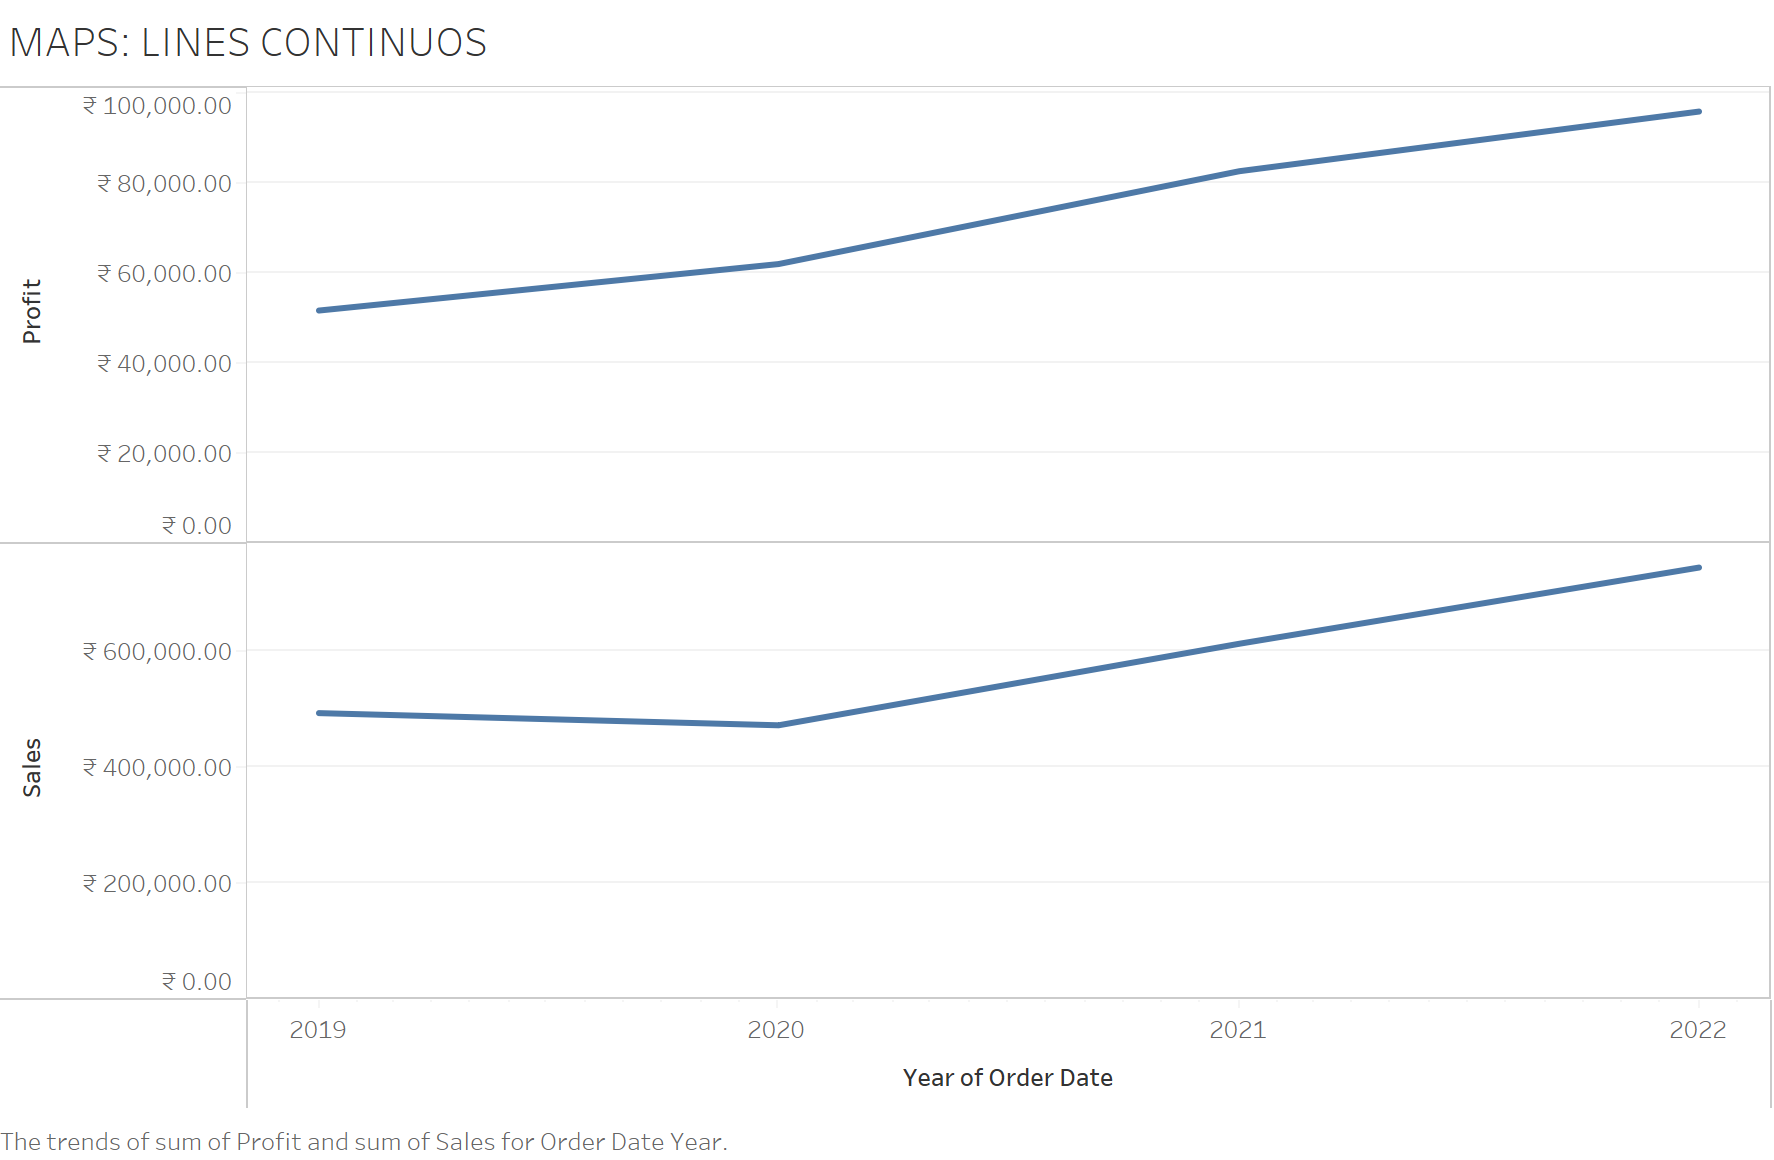 MAPS: LINES CONTINUOS
₹ 100,000.00
₹ 80,000.00
₹ 60,000.00
₹ 40,000.00
₹ 20,000.00
₹ 0.00
Profit
₹ 600,000.00
₹ 400,000.00
₹ 200,000.00
₹ 0.00
Sales
2019 2020 2021 2022
Year of Order Date
The trends of sum of Profit and sum of Sales for Order Date Year.